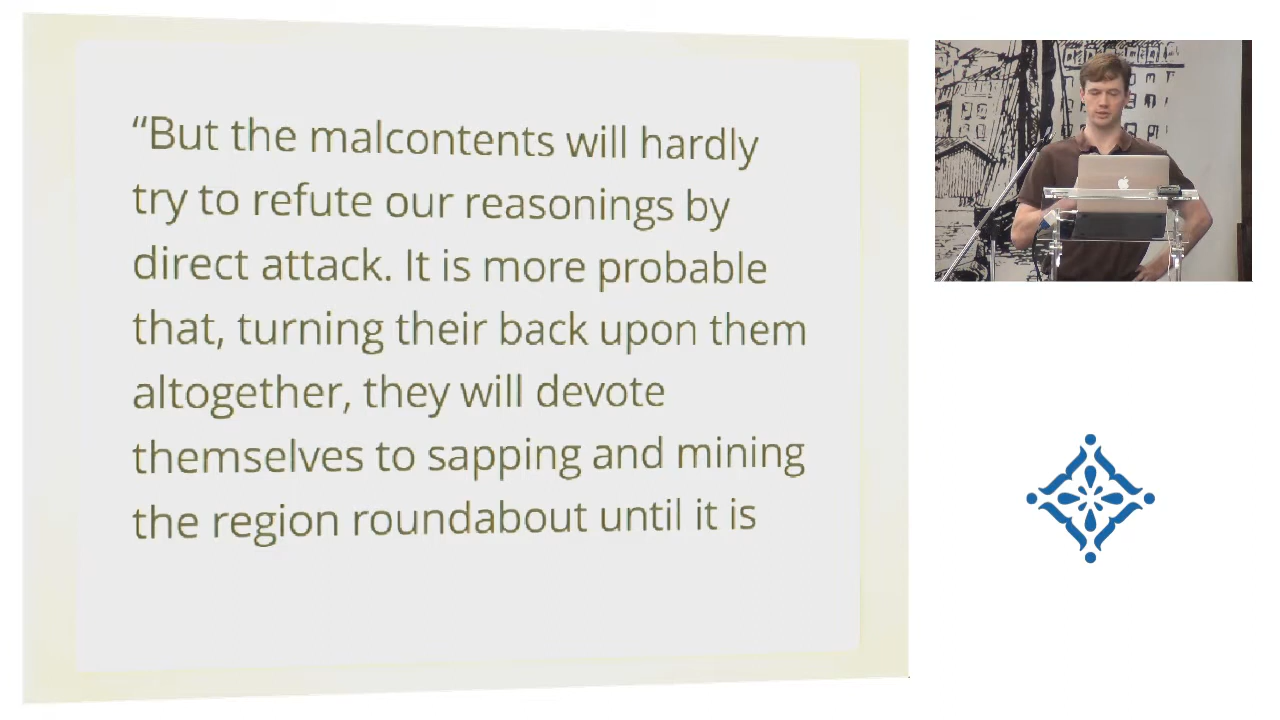 “But the malcontents will hardly
try to refute our reasonings by
direct attack. It is more probable
that, turning their back upon them
altogether, they will devote
themselves to sapping and mining
the region roundabout until it is